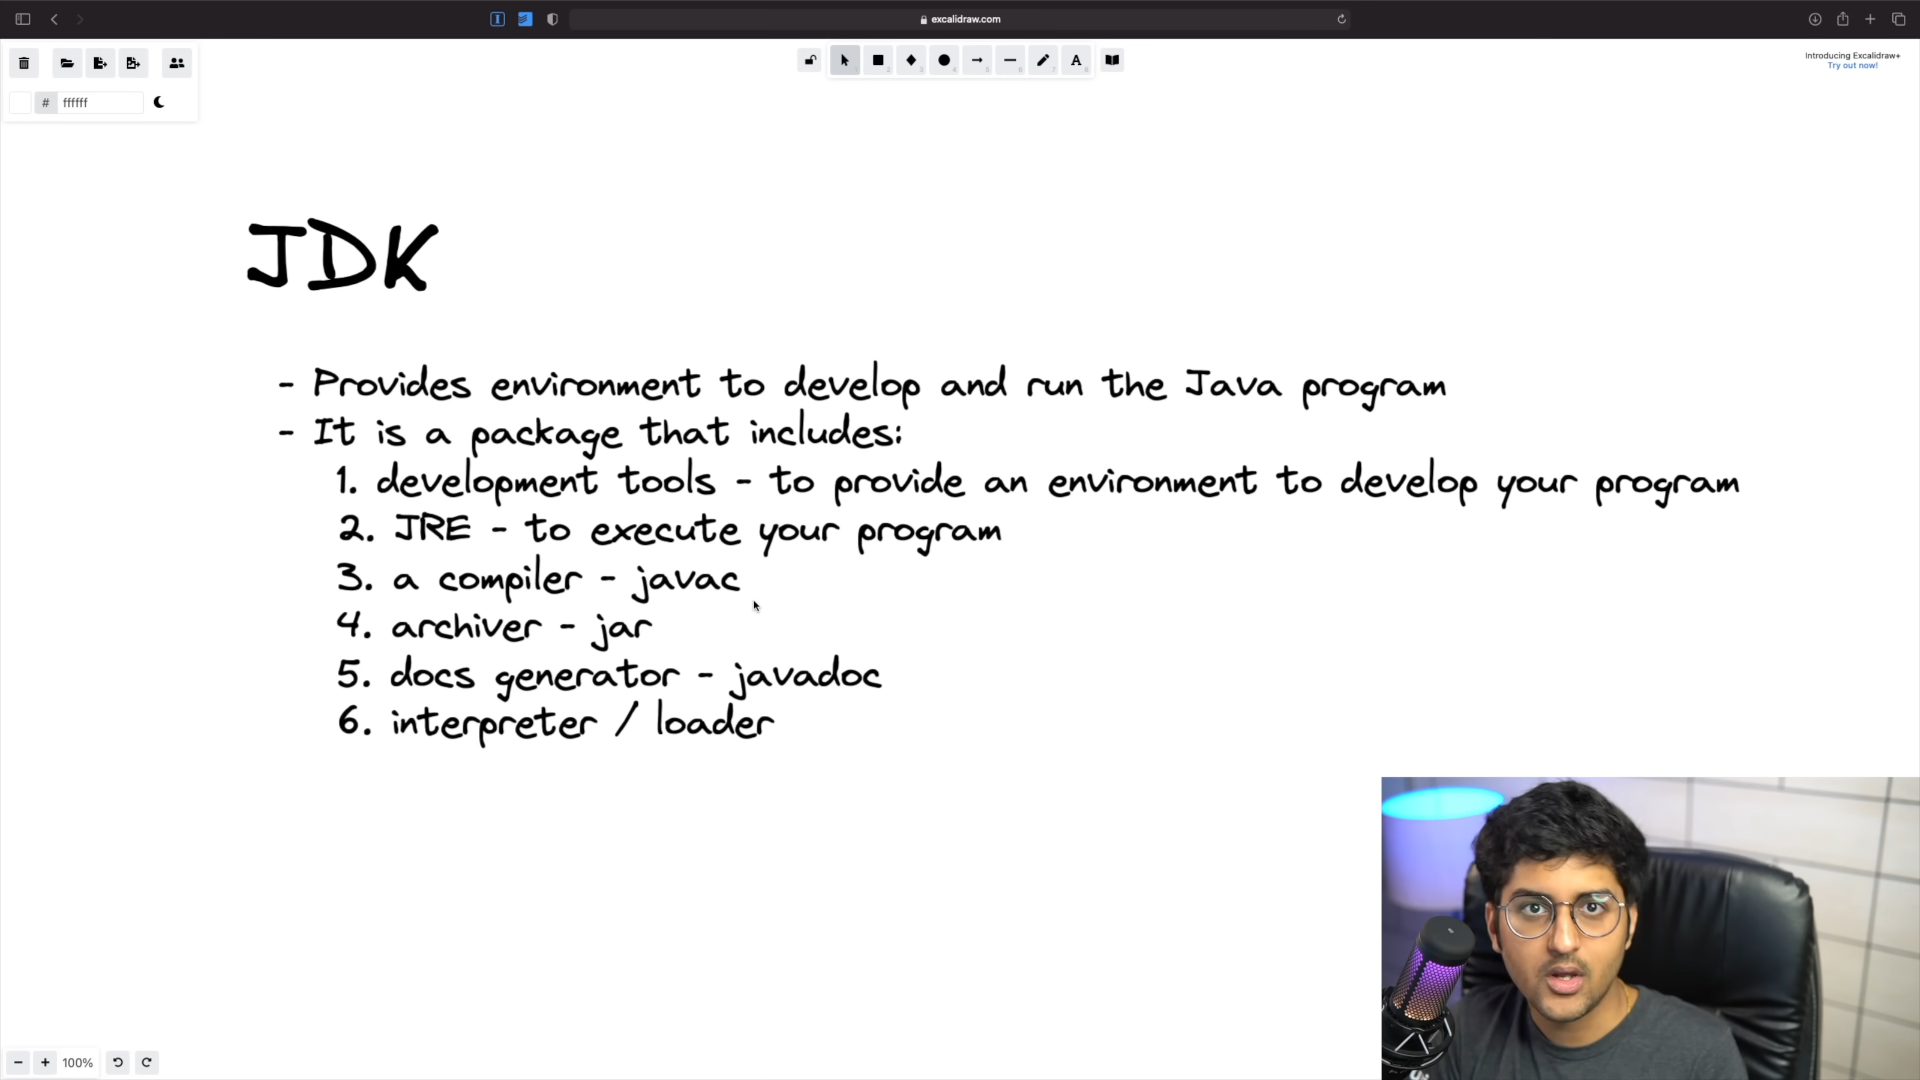 excalidraw.com
Introducing Excalidraw+
Try out now!
# ffffff
A
JDK
- Provides environment to develop and run the Java program
- It is a package that includes:
1. development tools - to provide an environment to develop your program
2. JRE - to execute your program
3. a compiler - javac
4. archiver - jar
5. docs generator - javadoc
6. interpreter / loader
- + 100%